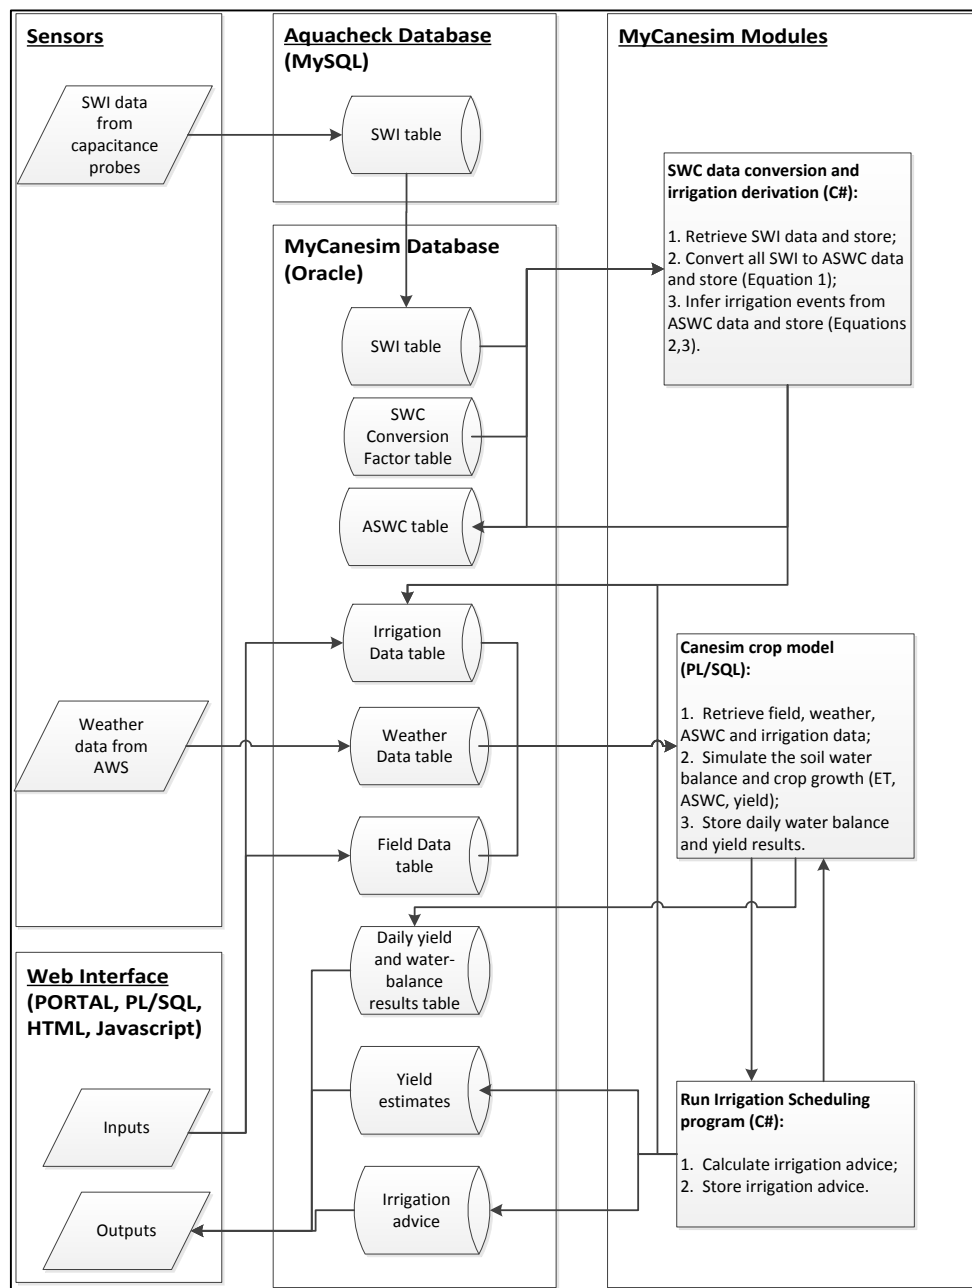 Sensors
SWI data
from
capacitance
probes
Weather
data from
AWS
Web Interface
(PORTAL, PL/SQL,
HTML, Javascript)
Inputs
Outputs
Aquacheck Database
(MySQL)
SWI table
MyCanesim Database
(Oracle)
SWI table
SWC
Conversion
Factor table
ASWC table
Irrigation
Data table
Weather
Data table
Field Data
table
Daily yield
and water-
balance
results table
Yield
estimates
Irrigation
advice
MyCanesim Modules
SWC data conversion and
irrigation derivation (C#):
1. Retrieve SWI data and store;
2. Convert all SWI to ASWC data
and store (Equation 1);
3. Infer irrigation events from
ASWC data and store (Equations
2,3).
Canesim crop model
(PL/SQL):
1. Retrieve field, weather,
ASWC and irrigation data;
2. Simulate the soil water
balance and crop growth (ET,
ASWC, yield);
3. Store daily water balance
and yield results.
Run Irrigation Scheduling
program (C#):
1. Calculate irrigation advice;
2. Store irrigation advice.